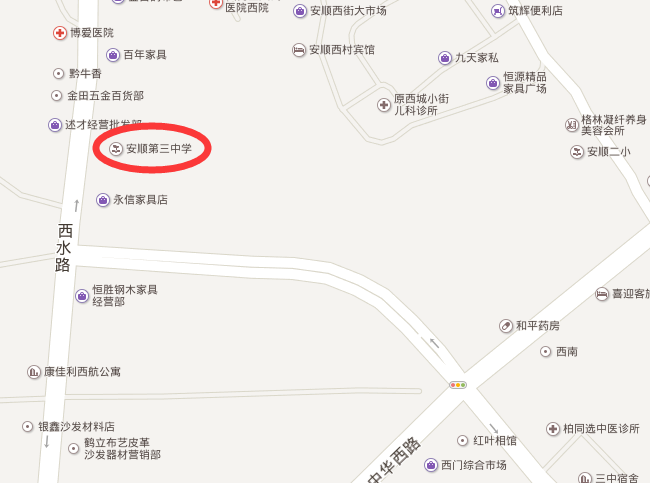 医院西院
安顺西街大市场
筑辉便利店
博爱医院
百年家具
安顺西村宾馆
九天家私
黔牛香
恒源精品
家具广场
金田五金百货部
原西城小街
儿科诊所
述才经营批发部
格林凝纤养身
美容会所
安顺第三中学
安顺二小
永信家具店
西水路
恒胜钢木家具
经营部
喜迎客旅
和平药房
西南
康佳利西航公寓
银鑫沙发材料店
鹤立布艺皮革
沙发器材营销部
中华西路
红叶相馆
柏同选中医诊所
西门综合市场
三中宿舍